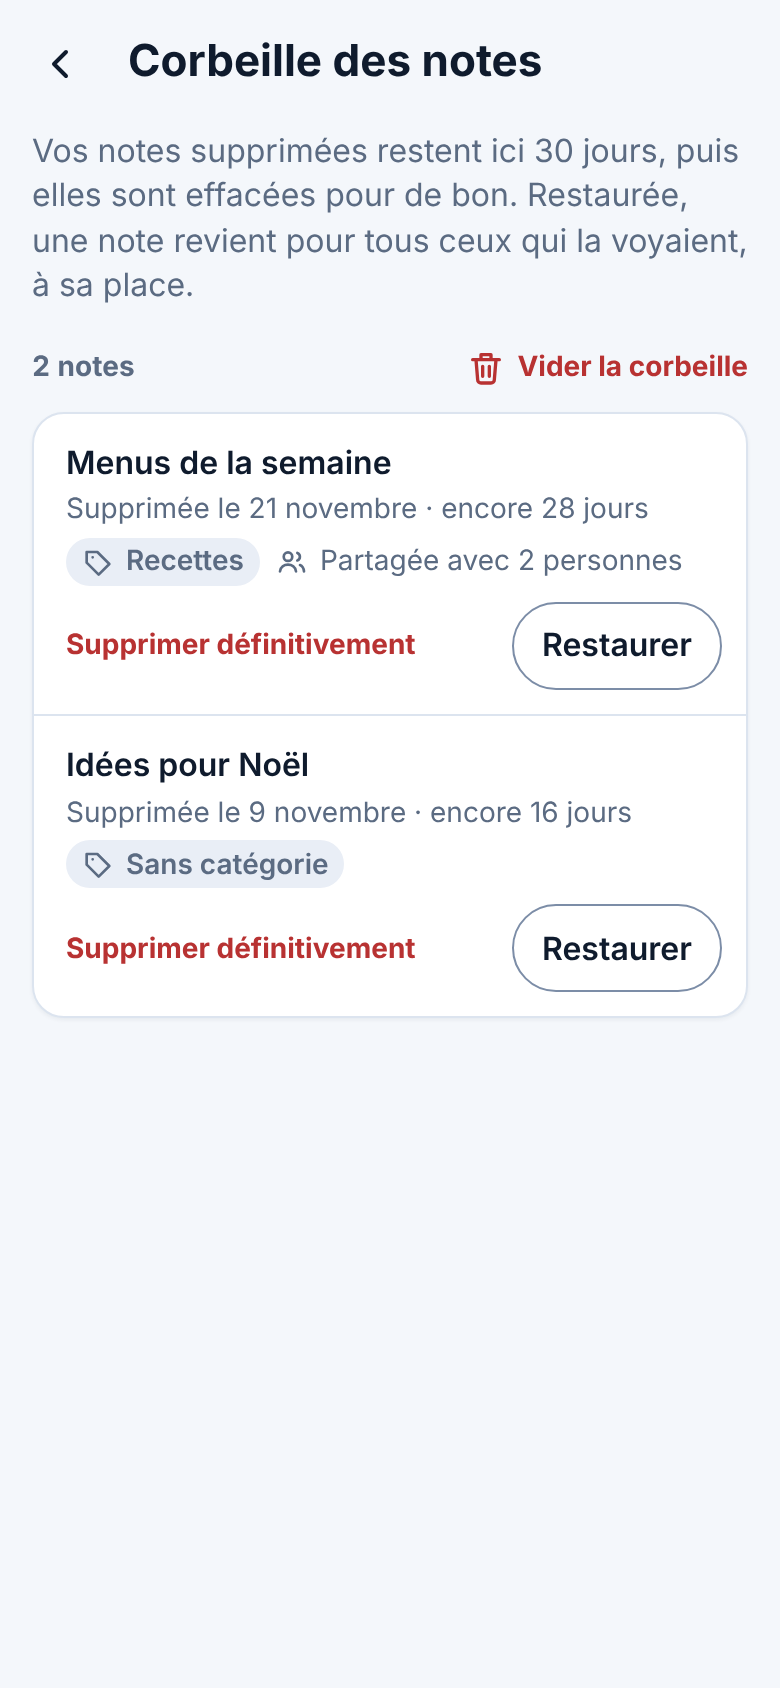 Corbeille des notes
Vos notes supprimées restent ici 30 jours, puis
elles sont effacées pour de bon. Restaurée,
une note revient pour tous ceux qui la voyaient,
à sa place.
2 notes
Vider la corbeille
Menus de la semaine
Supprimée le 21 novembre · encore 28 jours
Recettes
Partagée avec 2 personnes
Supprimer définitivement
Restaurer
Idées pour Noël
Supprimée le 9 novembre · encore 16 jours
Sans catégorie
Supprimer définitivement
Restaurer